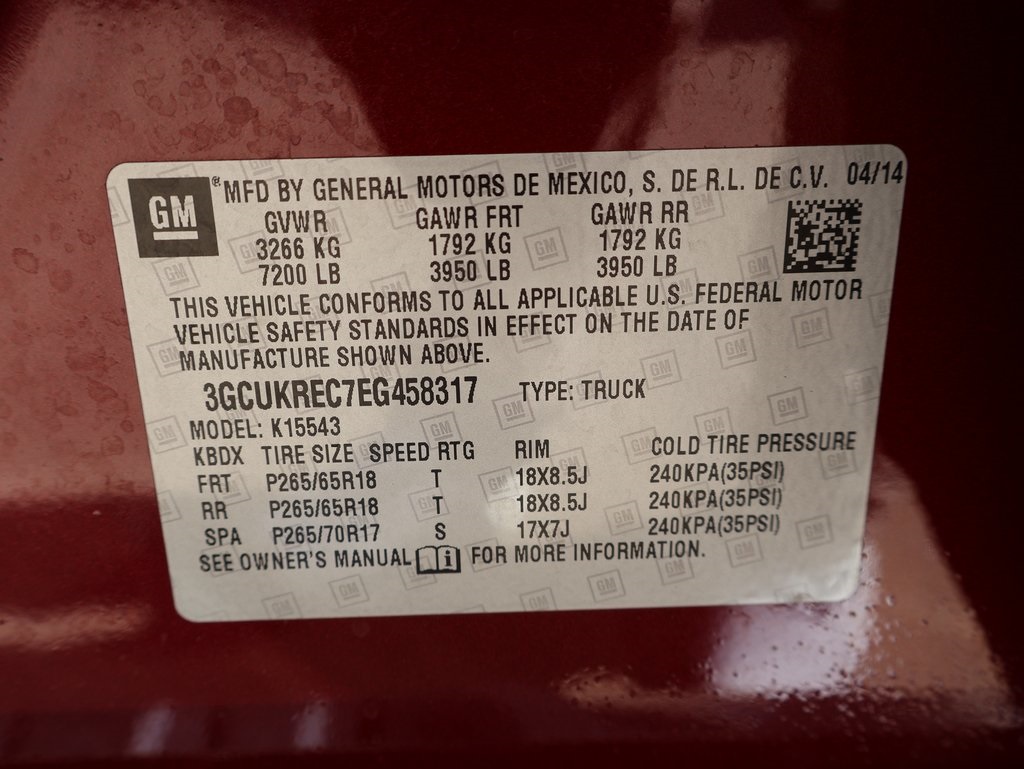 GM ® MFD BY GENERAL MOTORS DE MEXICO, S. DE R.L. DE C.V. 04/14
GVWR GAWR FRT GAWR RR
3266 KG 1792 KG 1792 KG
7200 LB 3950 LB 3950 LB
THIS VEHICLE CONFORMS TO ALL APPLICABLE U.S. FEDERAL MOTOR
VEHICLE SAFETY STANDARDS IN EFFECT ON THE DATE OF
MANUFACTURE SHOWN ABOVE.
3GCUKREC7EG458317 TYPE: TRUCK
MODEL: K15543
KBDX TIRE SIZE SPEED RTG RIM COLD TIRE PRESSURE
FRT P265/65R18 T 18X8.5J 240KPA(35PSI)
RR P265/65R18 T 18X8.5J 240KPA(35PSI)
SPA P265/70R17 S 17X7J 240KPA(35PSI)
SEE OWNER'S MANUAL i FOR MORE INFORMATION.